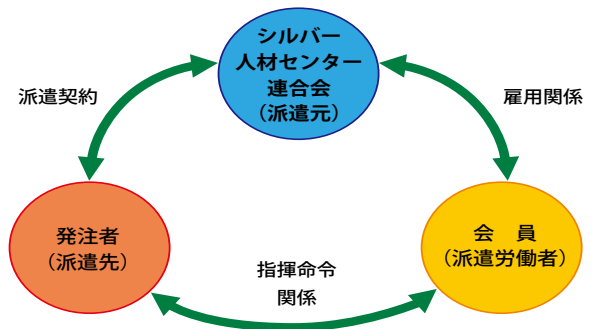 シルバー
人材センター
連合会
（派遣元）
派遣契約
雇用関係
発注者
（派遣先）
会　員
（派遣労働者）
指揮命令
関係